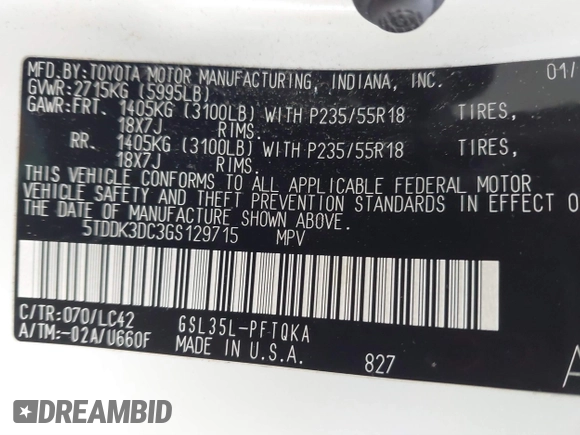 MFD.BY: TOYOTA MOTOR MANUFACTURING, INDIANA, INC. 01/
GVWR: 2715KG (5995LB)
GAWR: FRT. 1405KG (3100LB) WITH P235/55R18 TIRES,
18X7J RIMS.
RR. 1405KG (3100LB) WITH P235/55R18 TIRES,
18X7J RIMS.
THIS VEHICLE CONFORMS TO ALL APPLICABLE FEDERAL MOTOR
VEHICLE SAFETY AND THEFT PREVENTION STANDARDS IN EFFECT O
THE DATE OF MANUFACTURE SHOWN ABOVE.
5TDDK3DC3GS129715 MPV
C/TR: 070/LC42 GSL35L-PFTQKA
A/TM: -02A/U660F MADE IN U.S.A. 827
A
DREAMBID